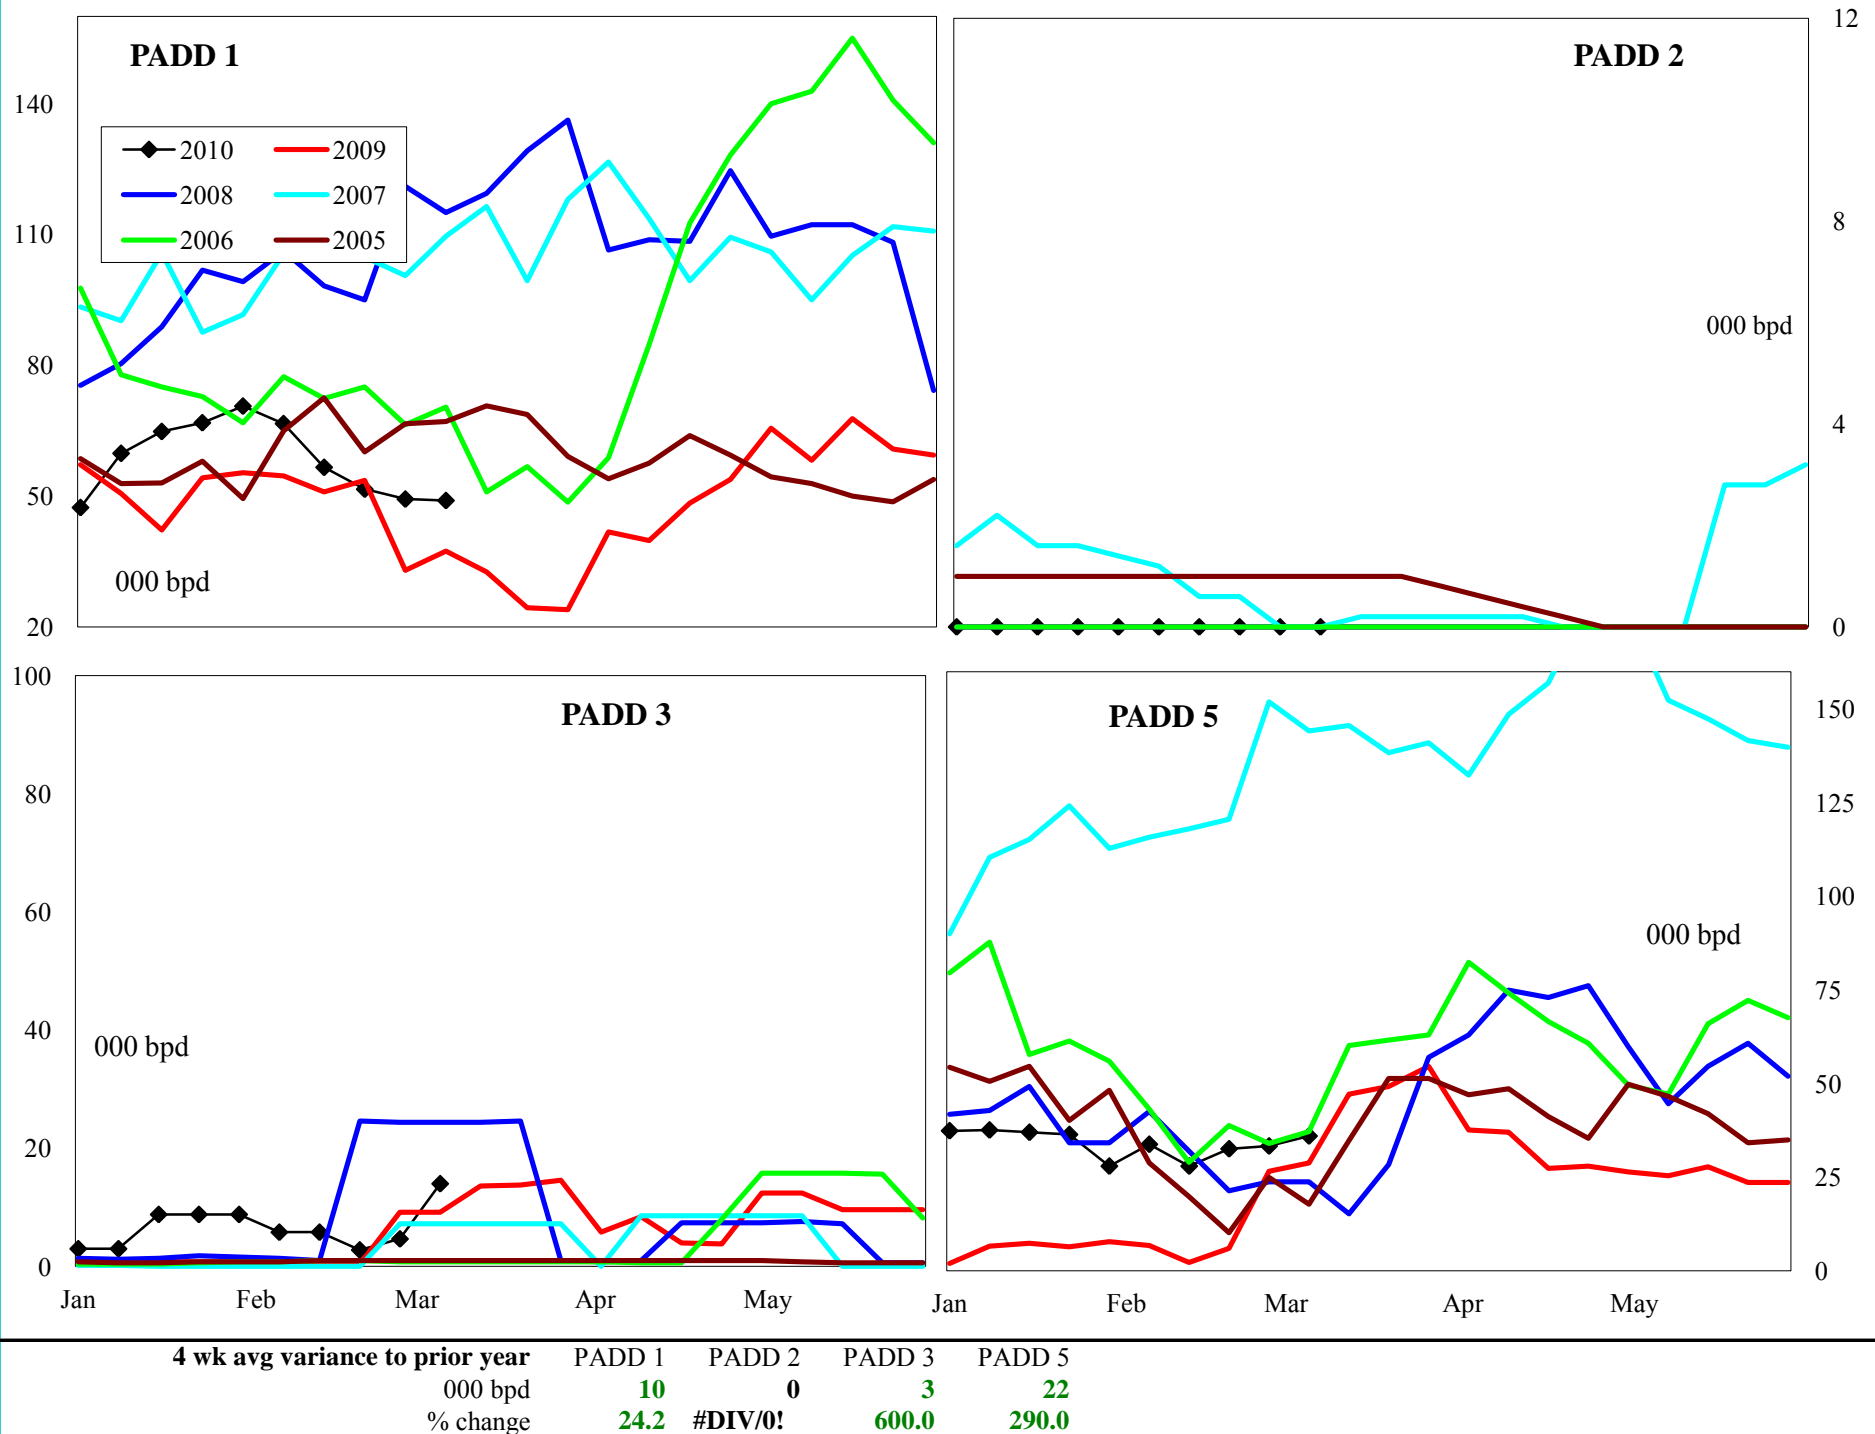 PADD 1
140
110
80
50
20
2010 2009
2008 2007
2006 2005
000 bpd
PADD 2
12
8
4
0
000 bpd
PADD 3
100
80
60
40
20
0
000 bpd
Jan Feb Mar Apr May
PADD 5
150
125
100
75
50
25
0
000 bpd
Jan Feb Mar Apr May
4 wk avg variance to prior year PADD 1 PADD 2 PADD 3 PADD 5
000 bpd 10 0 3 22
% change 24.2 #DIV/0! 600.0 290.0